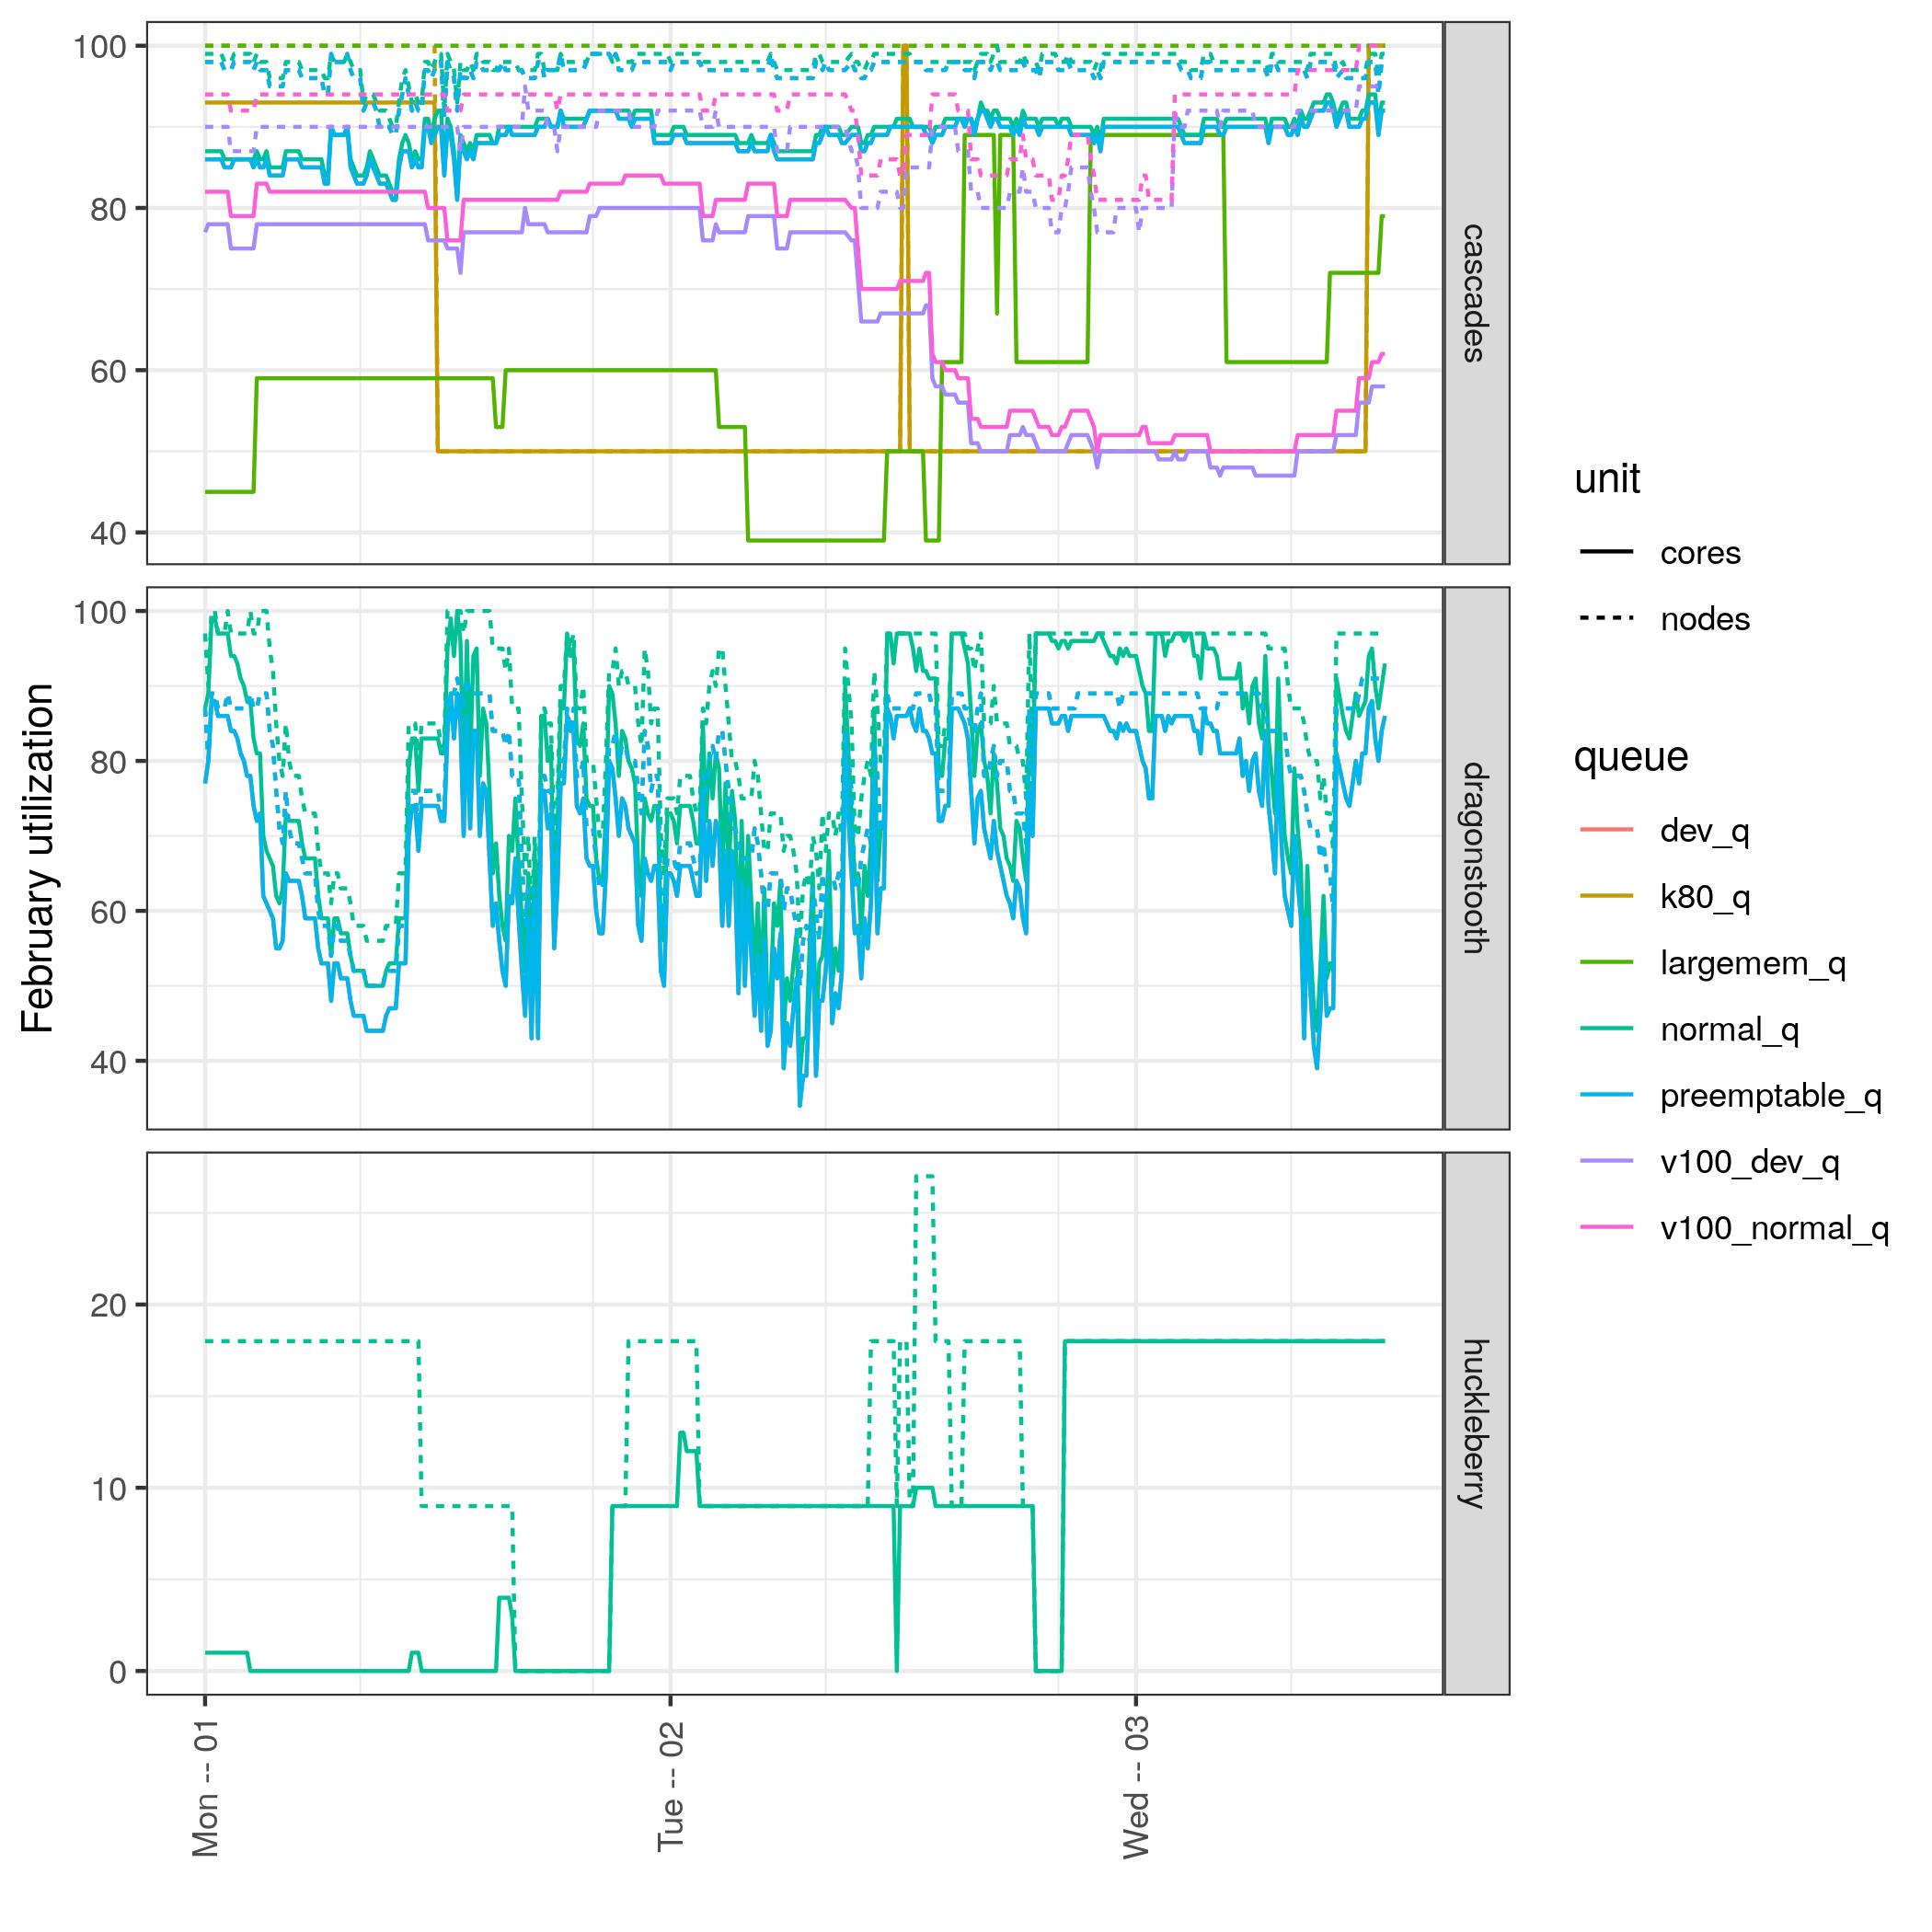 February utilization
100
80
60
40
cascades
100
80
60
40
dragonstooth
20
10
0
huckleberry
Mon -- 01
Tue -- 02
Wed -- 03
unit
cores
nodes
queue
dev_q
k80_q
largemem_q
normal_q
preemptable_q
v100_dev_q
v100_normal_q